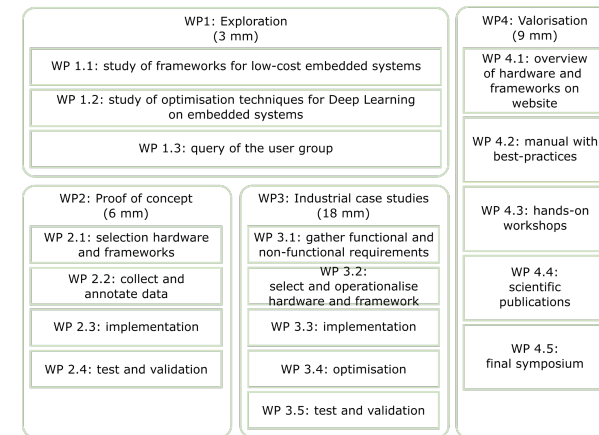 WP1: Exploration
(3 mm)
WP 1.1: study of frameworks for low-cost embedded systems
WP 1.2: study of optimisation techniques for Deep Learning
on embedded systems
WP 1.3: query of the user group
WP2: Proof of concept
(6 mm)
WP 2.1: selection hardware
and frameworks
WP 2.2: collect and
annotate data
WP 2.3: implementation
WP 2.4: test and validation
WP3: Industrial case studies
(18 mm)
WP 3.1: gather functional and
non-functional requirements
WP 3.2:
select and operationalise
hardware and framework
WP 3.3: implementation
WP 3.4: optimisation
WP 3.5: test and validation
WP4: Valorisation
(9 mm)
WP 4.1: overview
of hardware and
frameworks on
website
WP 4.2: manual with
best-practices
WP 4.3: hands-on
workshops
WP 4.4:
scientific
publications
WP 4.5:
final symposium